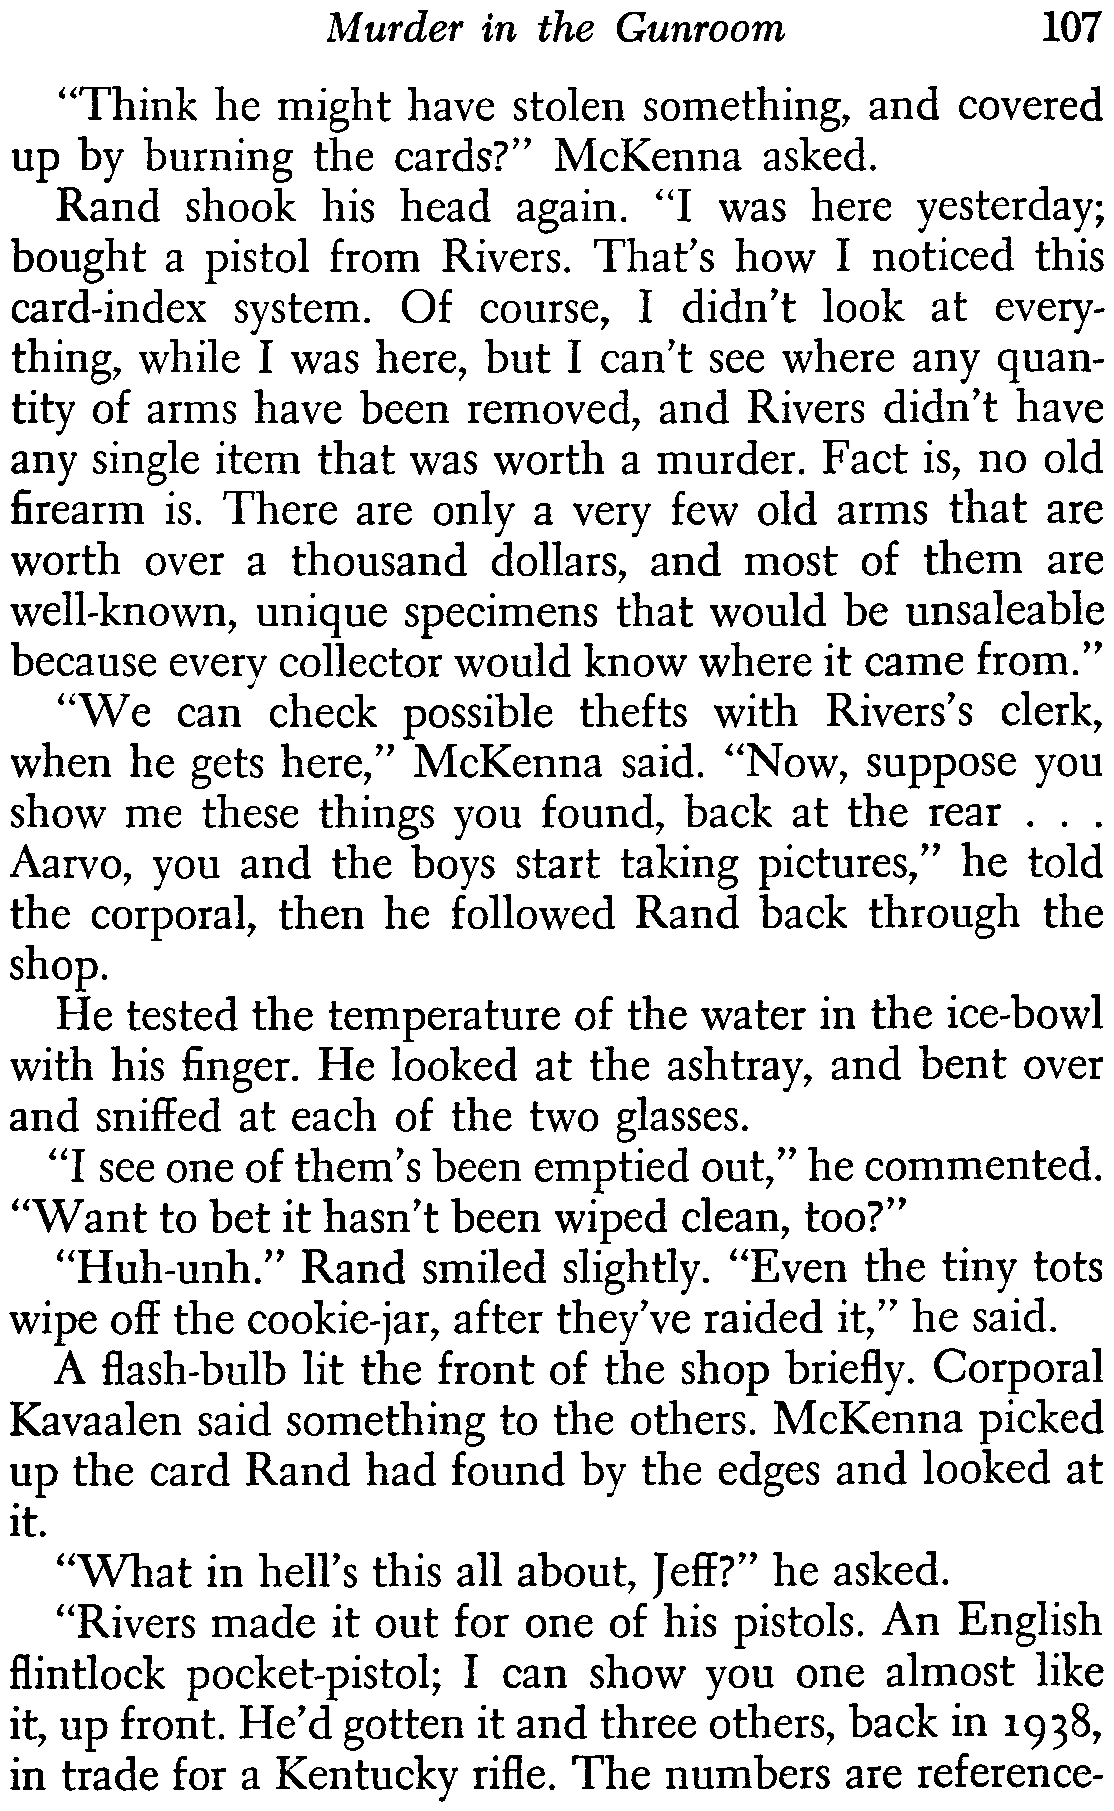 Murder in the Gunroom 107
“Think he might have stolen something, and covered
up by burning the cards?” McKenna asked.
Rand shook his head again. “I was here yesterday;
bought a pistol from Rivers. That’s how I noticed this
card-index system. Of course, I didn’t look at every-
thing, while I was here, but I can’t see where any quan-
tity of arms have been removed, and Rivers didn’t have
any single item that was worth a murder. Fact is, no old
firearm is. There are only a very few old arms that are
worth over a thousand dollars, and most of them are
well-known, unique specimens that would be unsaleable
because every collector would know where it came from.”
“We can check possible thefts with Rivers’s clerk,
when he gets here,” McKenna said. “Now, suppose you
show me these things you found, back at the rear . . .
Aarvo, you and the boys start taking pictures,” he told
the corporal, then he followed Rand back through the
shop.
He tested the temperature of the water in the ice-bowl
with his finger. He looked at the ashtray, and bent over
and sniffed at each of the two glasses.
“I see one of them’s been emptied out,” he commented.
“Want to bet it hasn’t been wiped clean, too?”
“Huh-unh.” Rand smiled slightly. “Even the tiny tots
wipe off the cookie-jar, after they’ve raided it,” he said.
A flash-bulb lit the front of the shop briefly. Corporal
Kavaalen said something to the others. McKenna picked
up the card Rand had found by the edges and looked at
it.
“What in hell’s this all about, Jeff?” he asked.
“Rivers made it out for one of his pistols. An English
flintlock pocket-pistol; I can show you one almost like
it, up front. He’d gotten it and three others, back in 1938,
in trade for a Kentucky rifle. The numbers are reference-